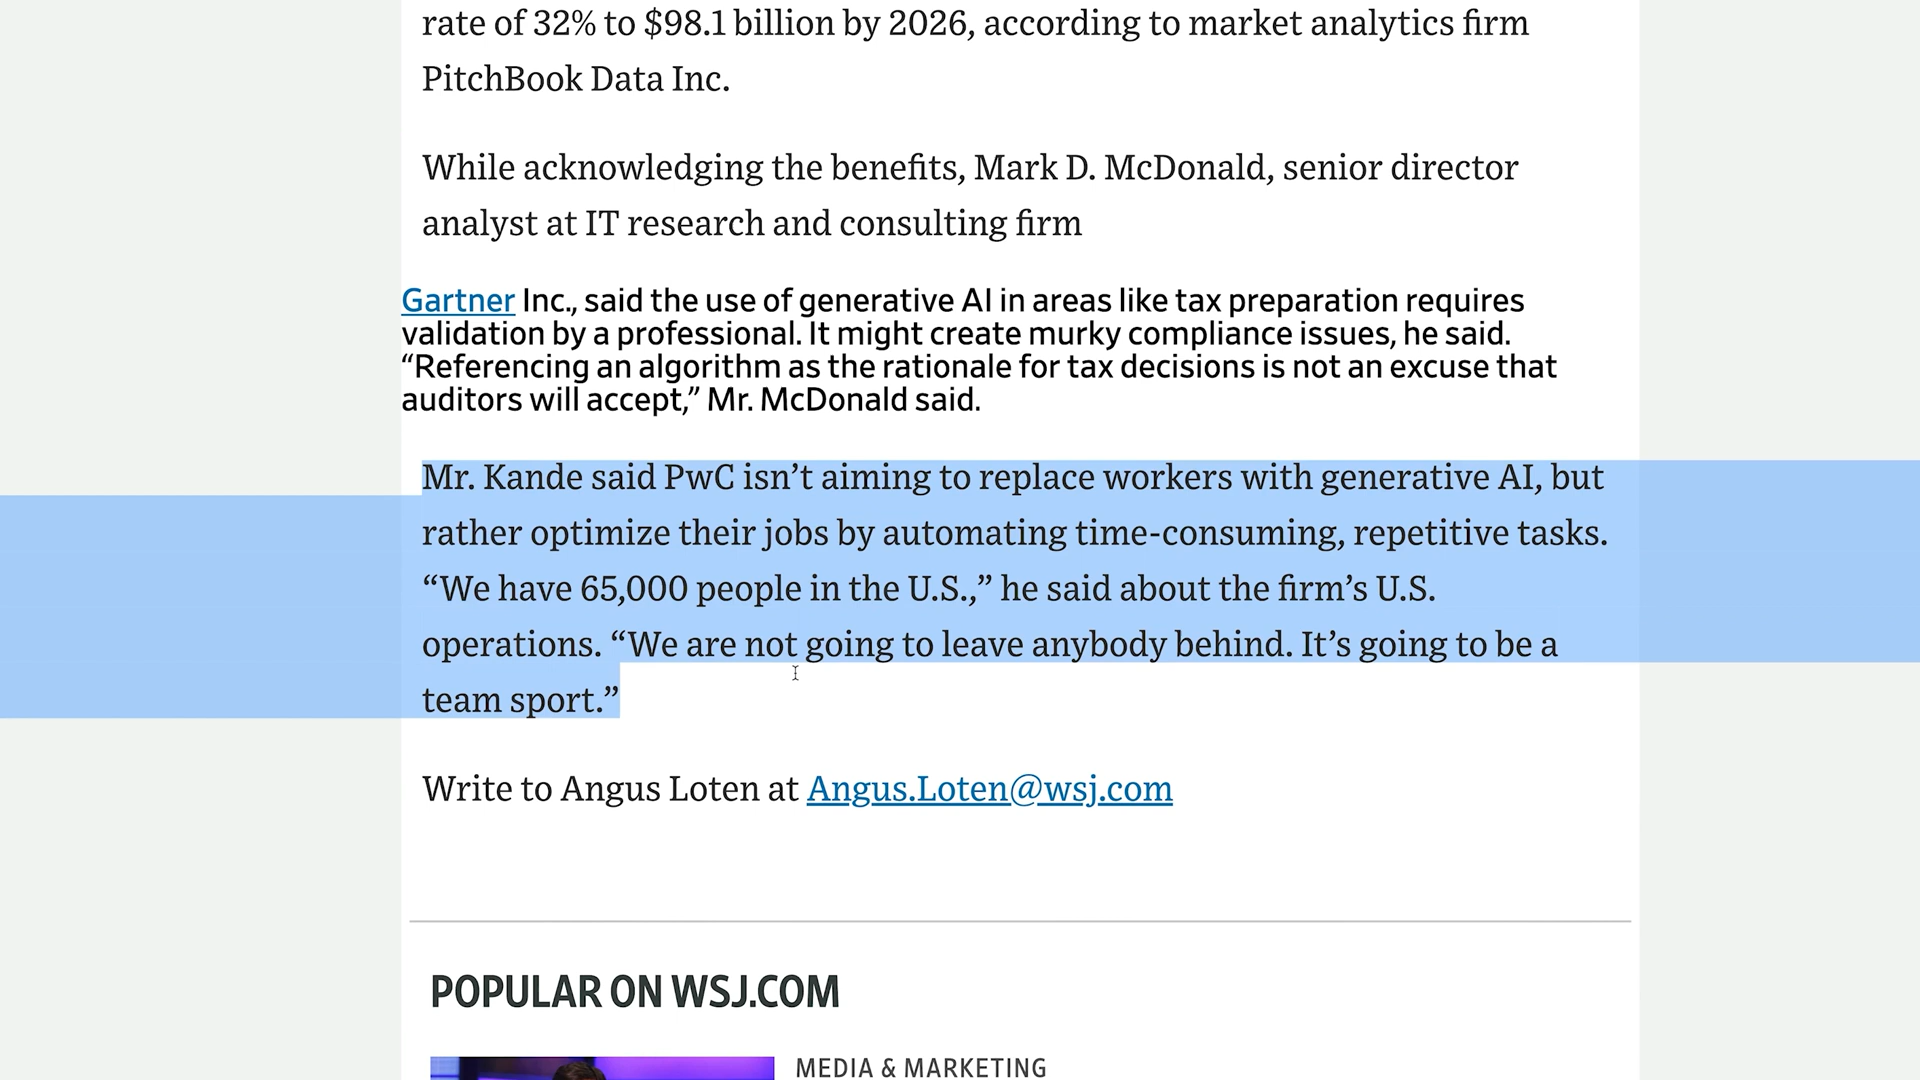 rate of 32% to $98.1 billion by 2026, according to market analytics firm
PitchBook Data Inc.
While acknowledging the benefits, Mark D. McDonald, senior director
analyst at IT research and consulting firm
Gartner Inc., said the use of generative AI in areas like tax preparation requires
validation by a professional. It might create murky compliance issues, he said.
“Referencing an algorithm as the rationale for tax decisions is not an excuse that
auditors will accept,” Mr. McDonald said.
Mr. Kande said PwC isn’t aiming to replace workers with generative AI, but
rather optimize their jobs by automating time-consuming, repetitive tasks.
“We have 65,000 people in the U.S.,” he said about the firm’s U.S.
operations. “We are not going to leave anybody behind. It’s going to be a
team sport.”
Write to Angus Loten at Angus.Loten@wsj.com
POPULAR ON WSJ.COM
MEDIA & MARKETING